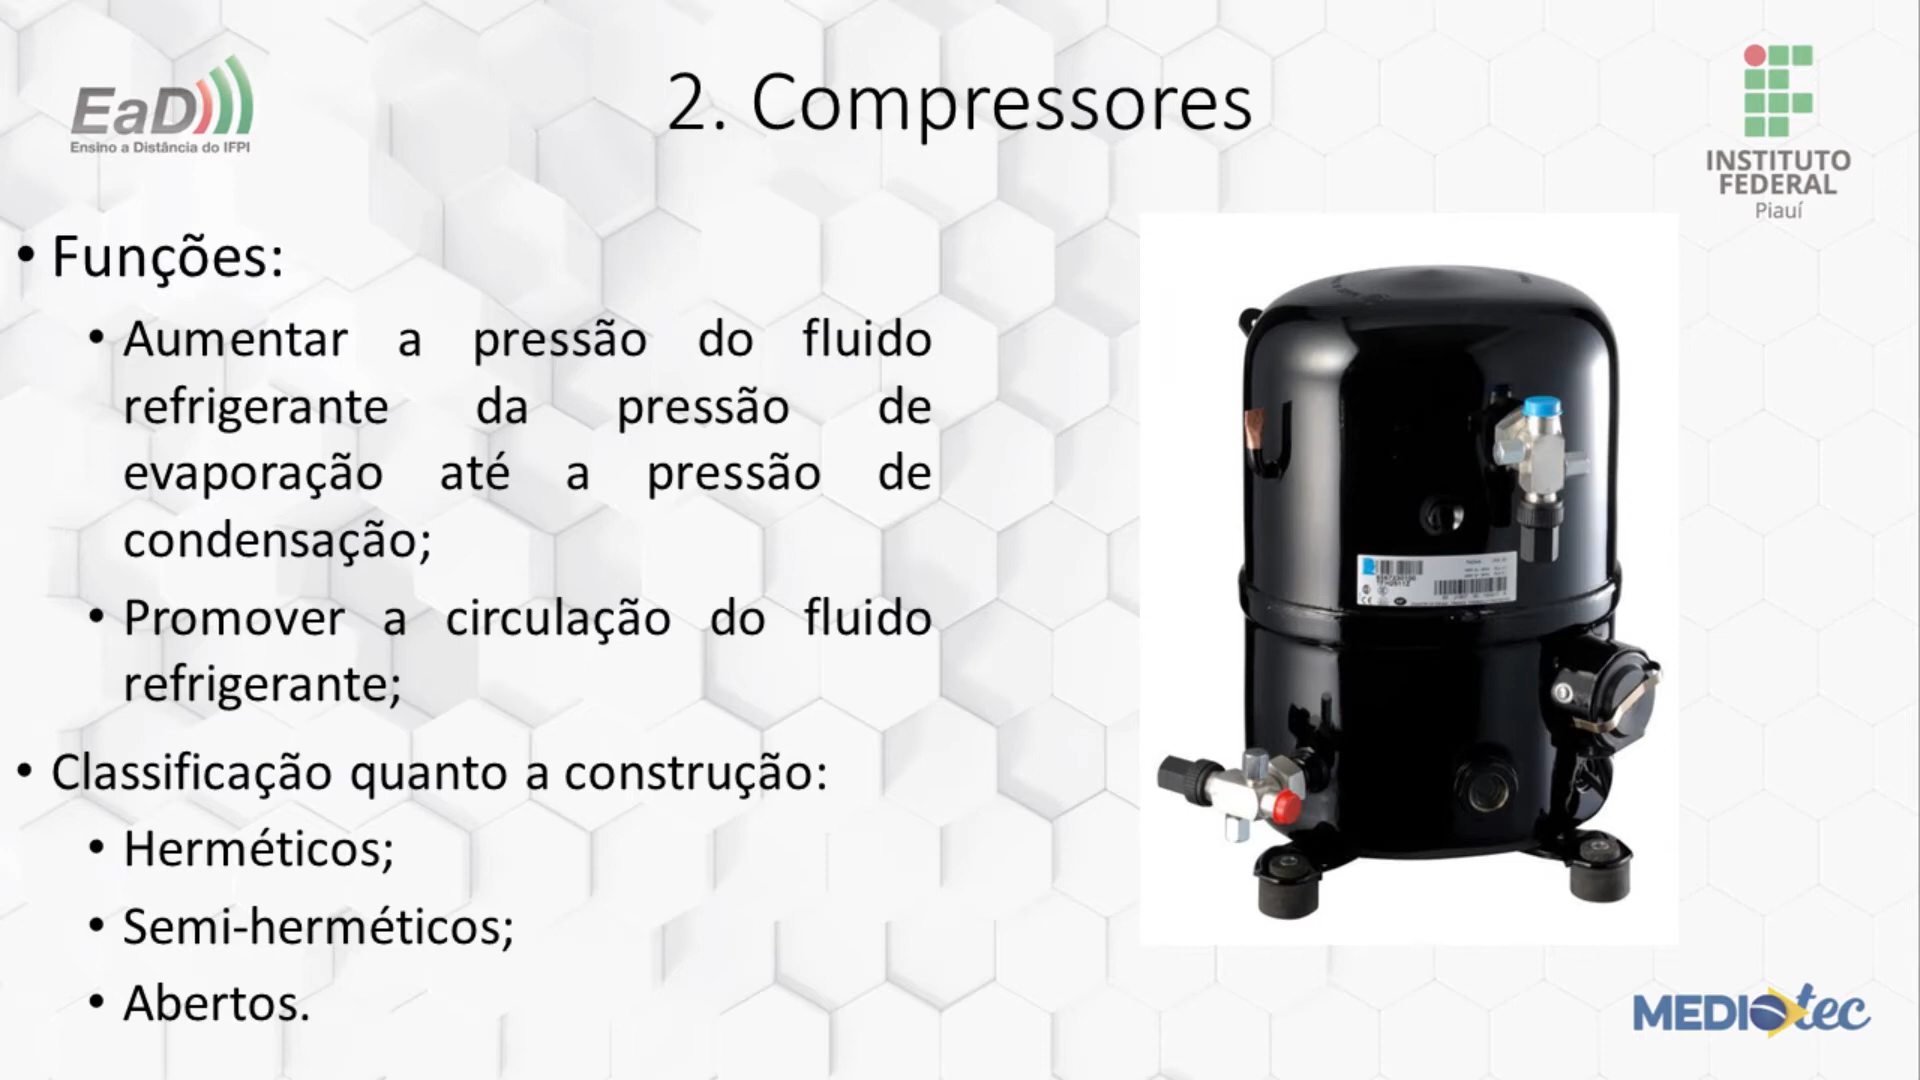 EaD
Ensino a Distância do IFPI
2. Compressores
INSTITUTO
FEDERAL
Piauí
• Funções:
• Aumentar a pressão do fluido
refrigerante da pressão de
evaporação até a pressão de
condensação;
• Promover a circulação do fluido
refrigerante;
• Classificação quanto a construção:
• Herméticos;
• Semi-herméticos;
• Abertos.
MEDIOtec